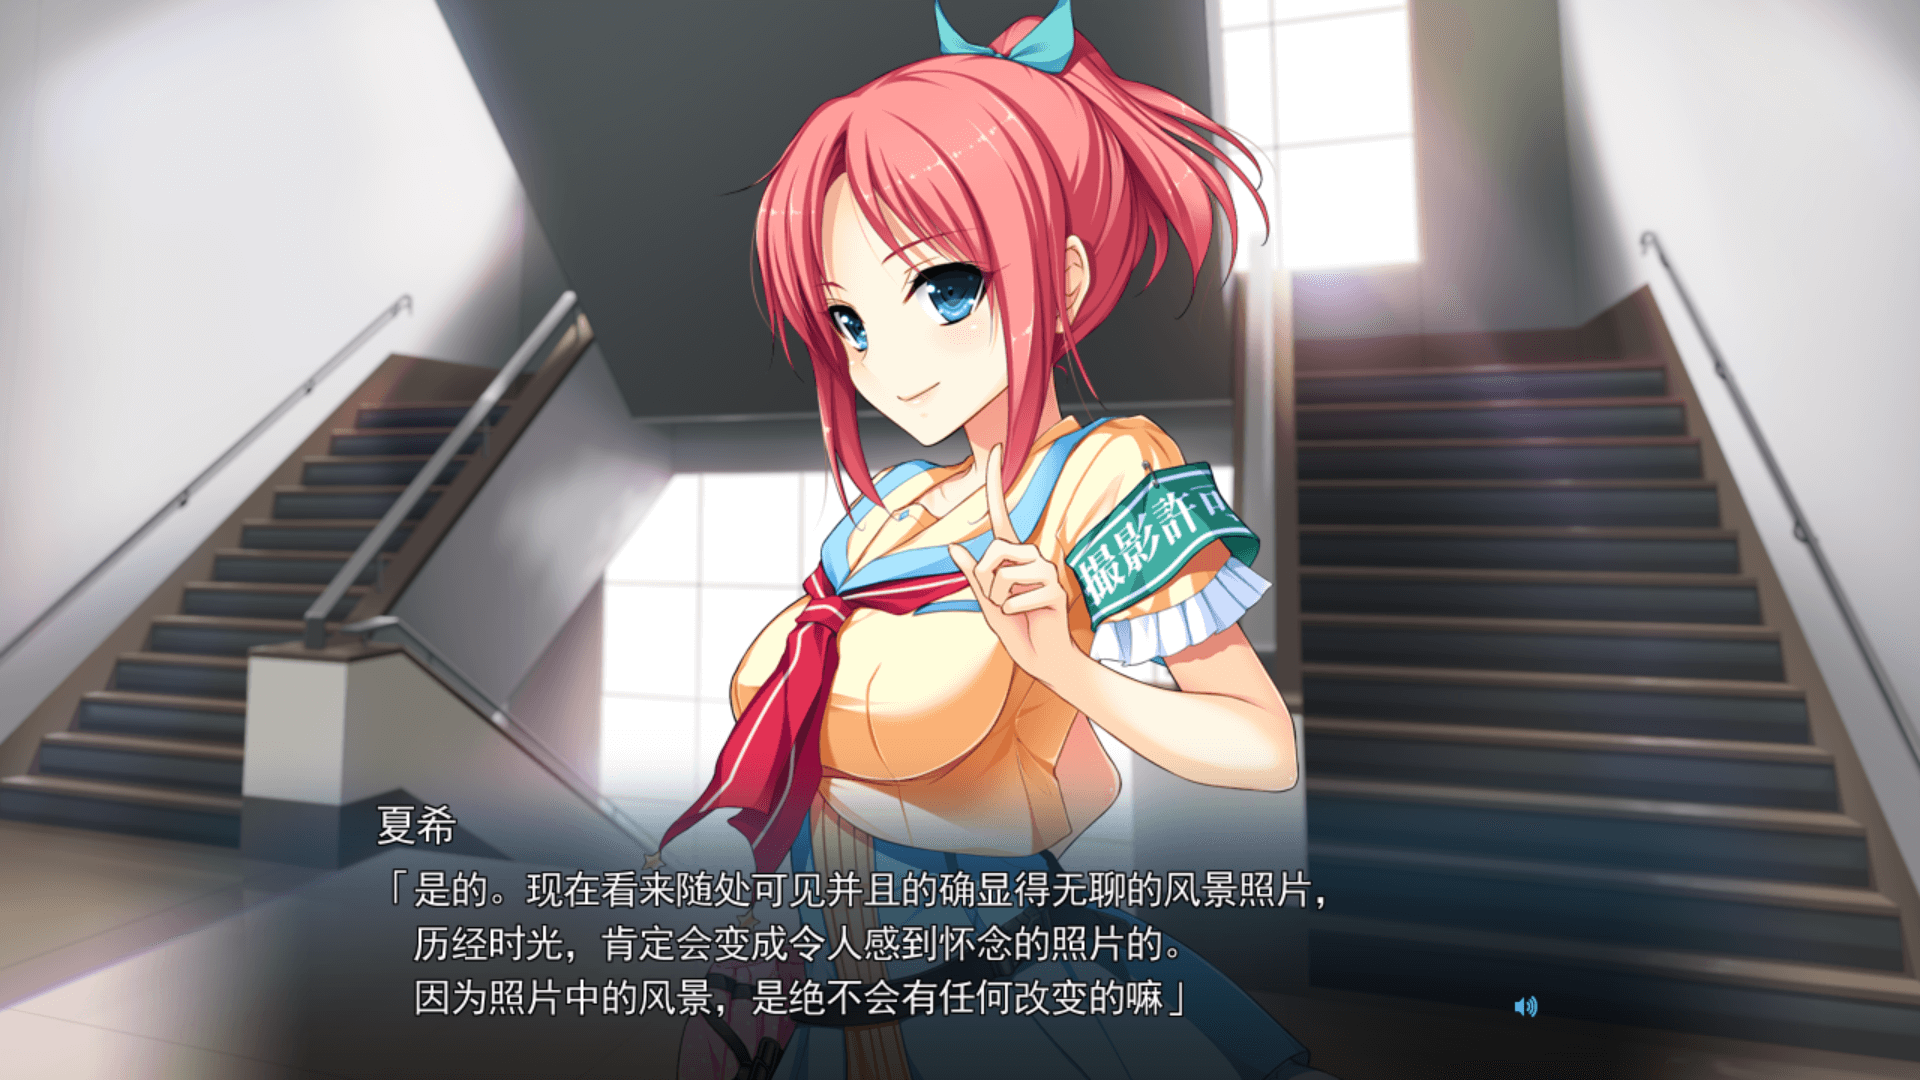 撮影許可
夏希
「是的。现在看来随处可见并且的确显得无聊的风景照片，
历经时光，肯定会变成令人感到怀念的照片的。
因为照片中的风景，是绝不会有任何改变的嘛」